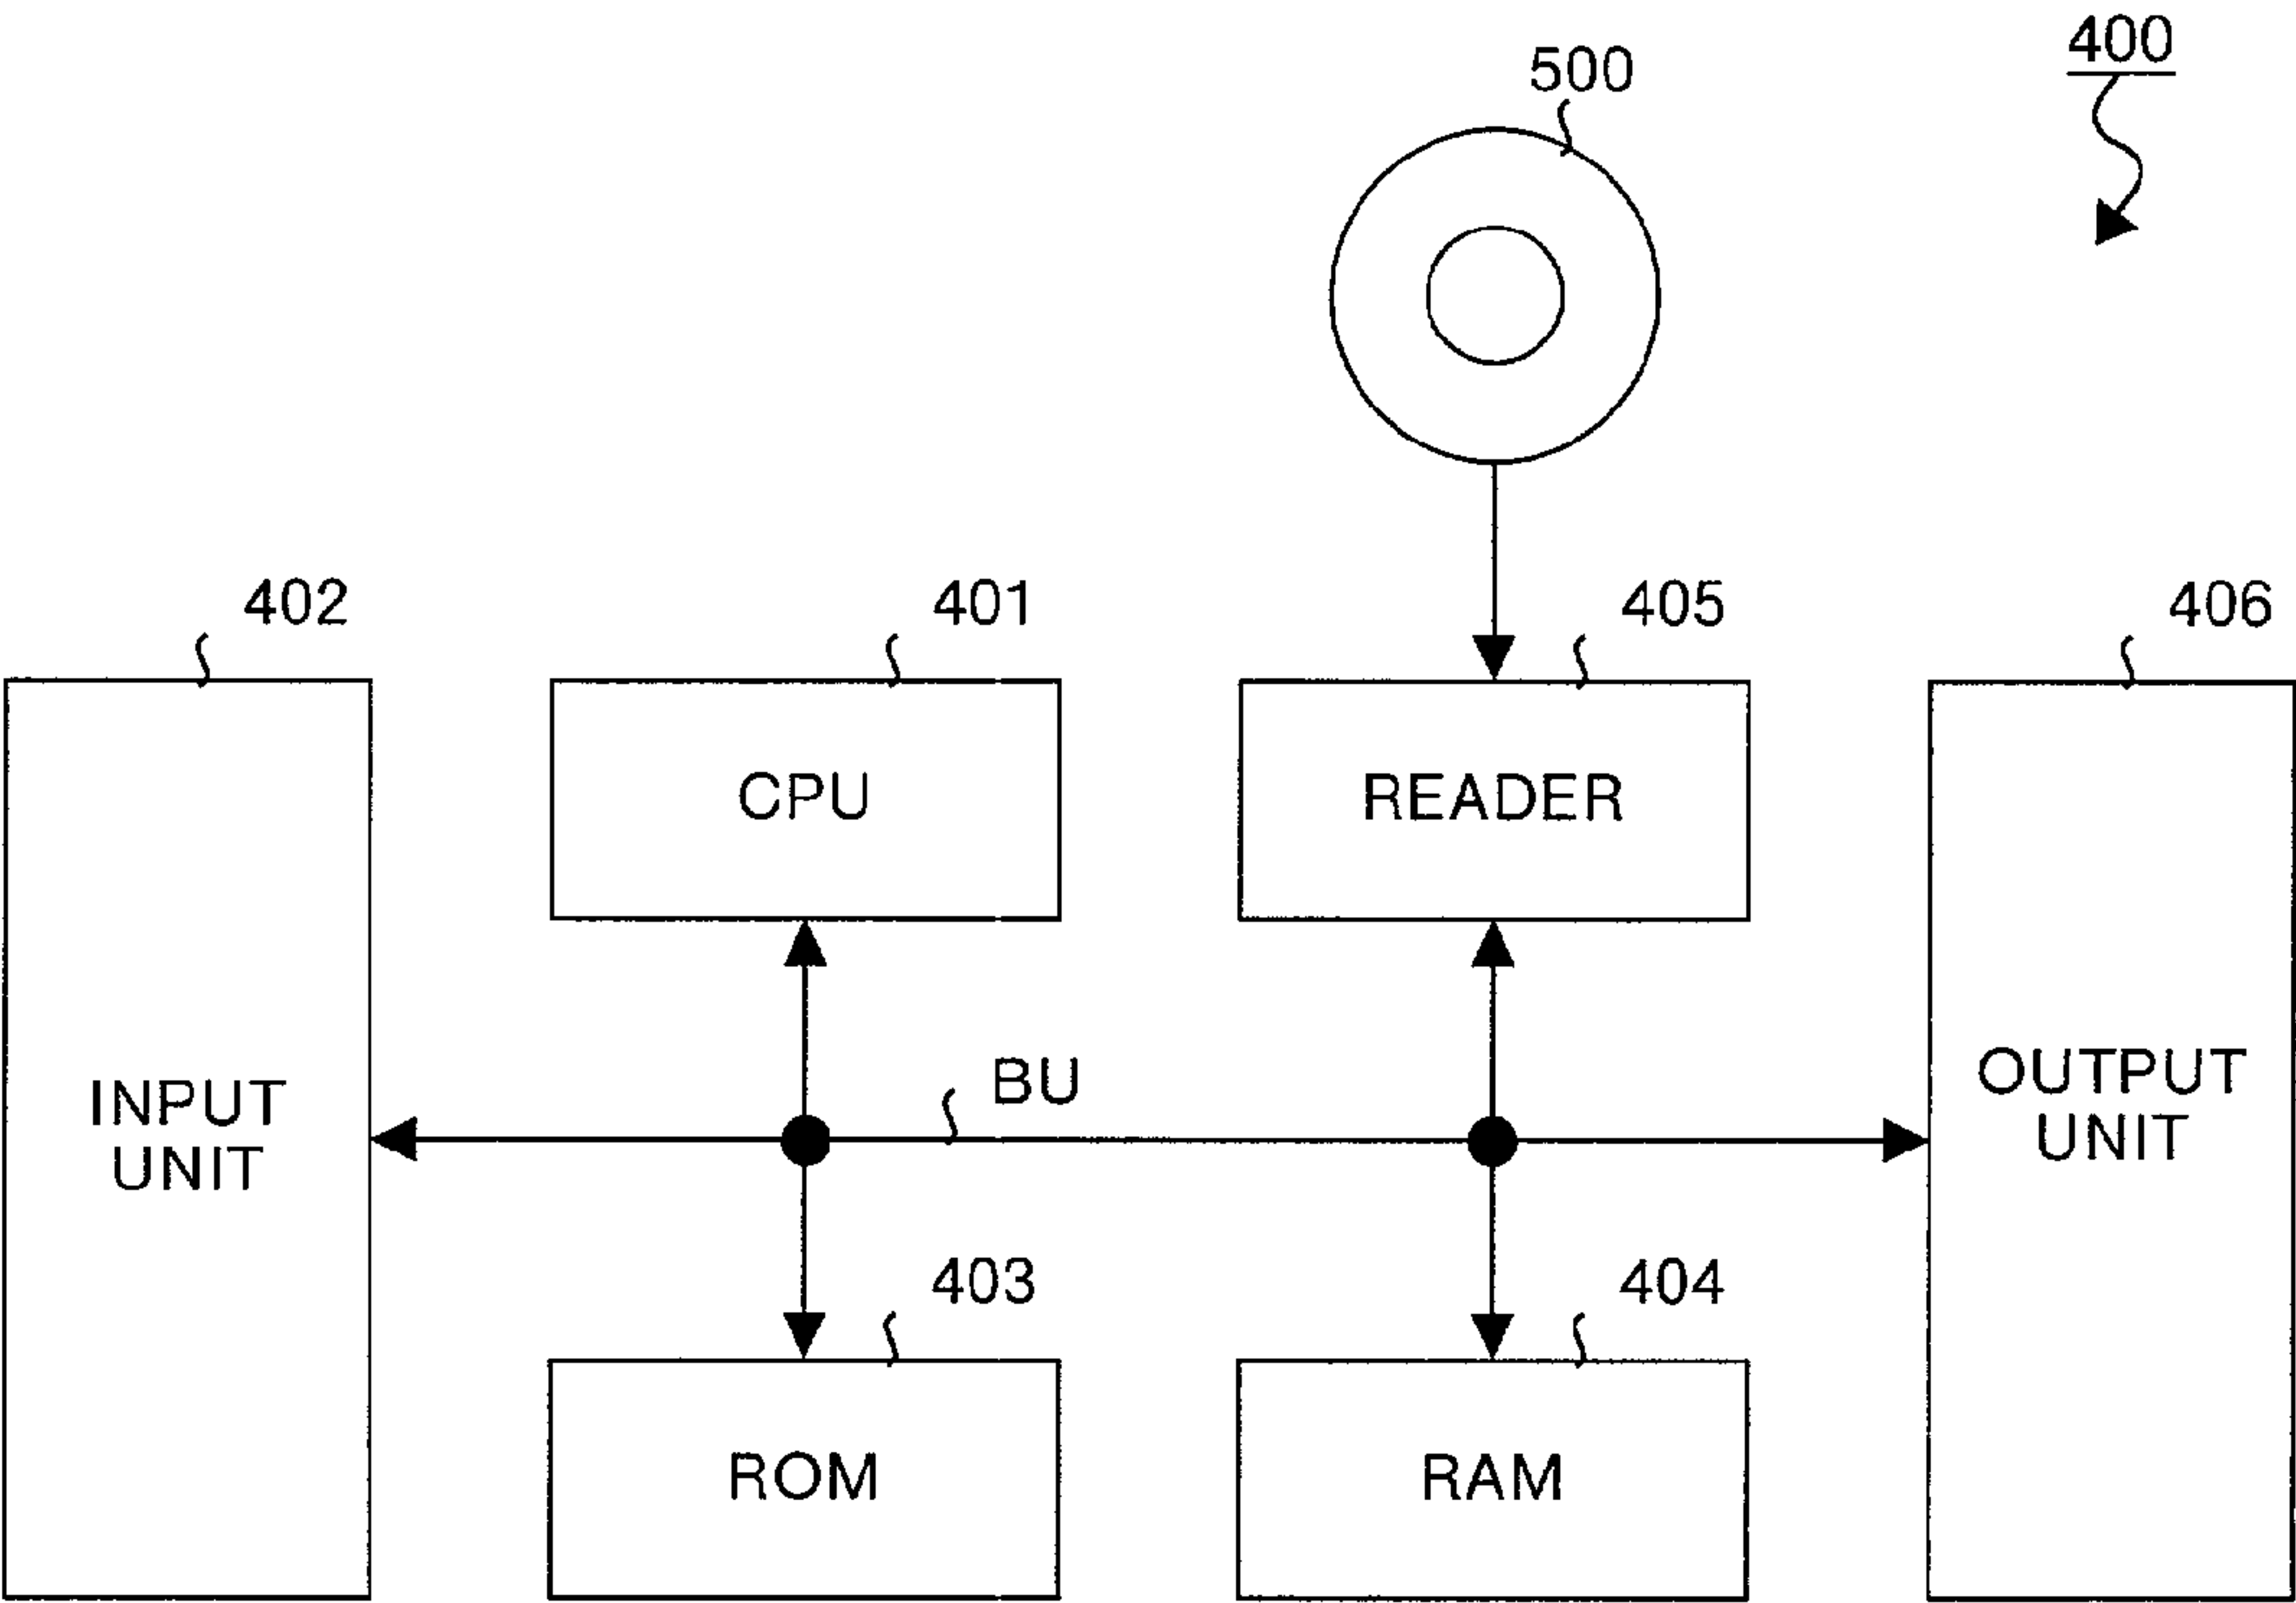 400
500
402
401
405
406
CPU
READER
INPUT
UNIT
BU
OUTPUT
UNIT
403
404
ROM
RAM